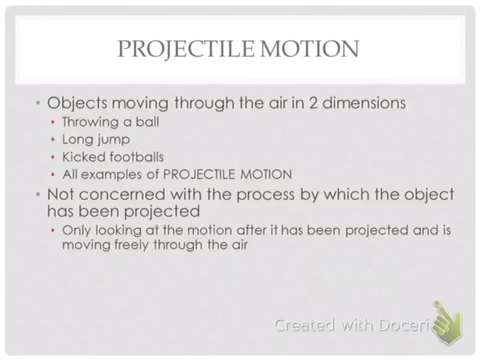 PROJECTILE MOTION
• Objects moving through the air in 2 dimensions
• Throwing a ball
• Long jump
• Kicked footballs
• All examples of PROJECTILE MOTION
• Not concerned with the process by which the object
has been projected
• Only looking at the motion after it has been projected and is
moving freely through the air
Created with Doceri